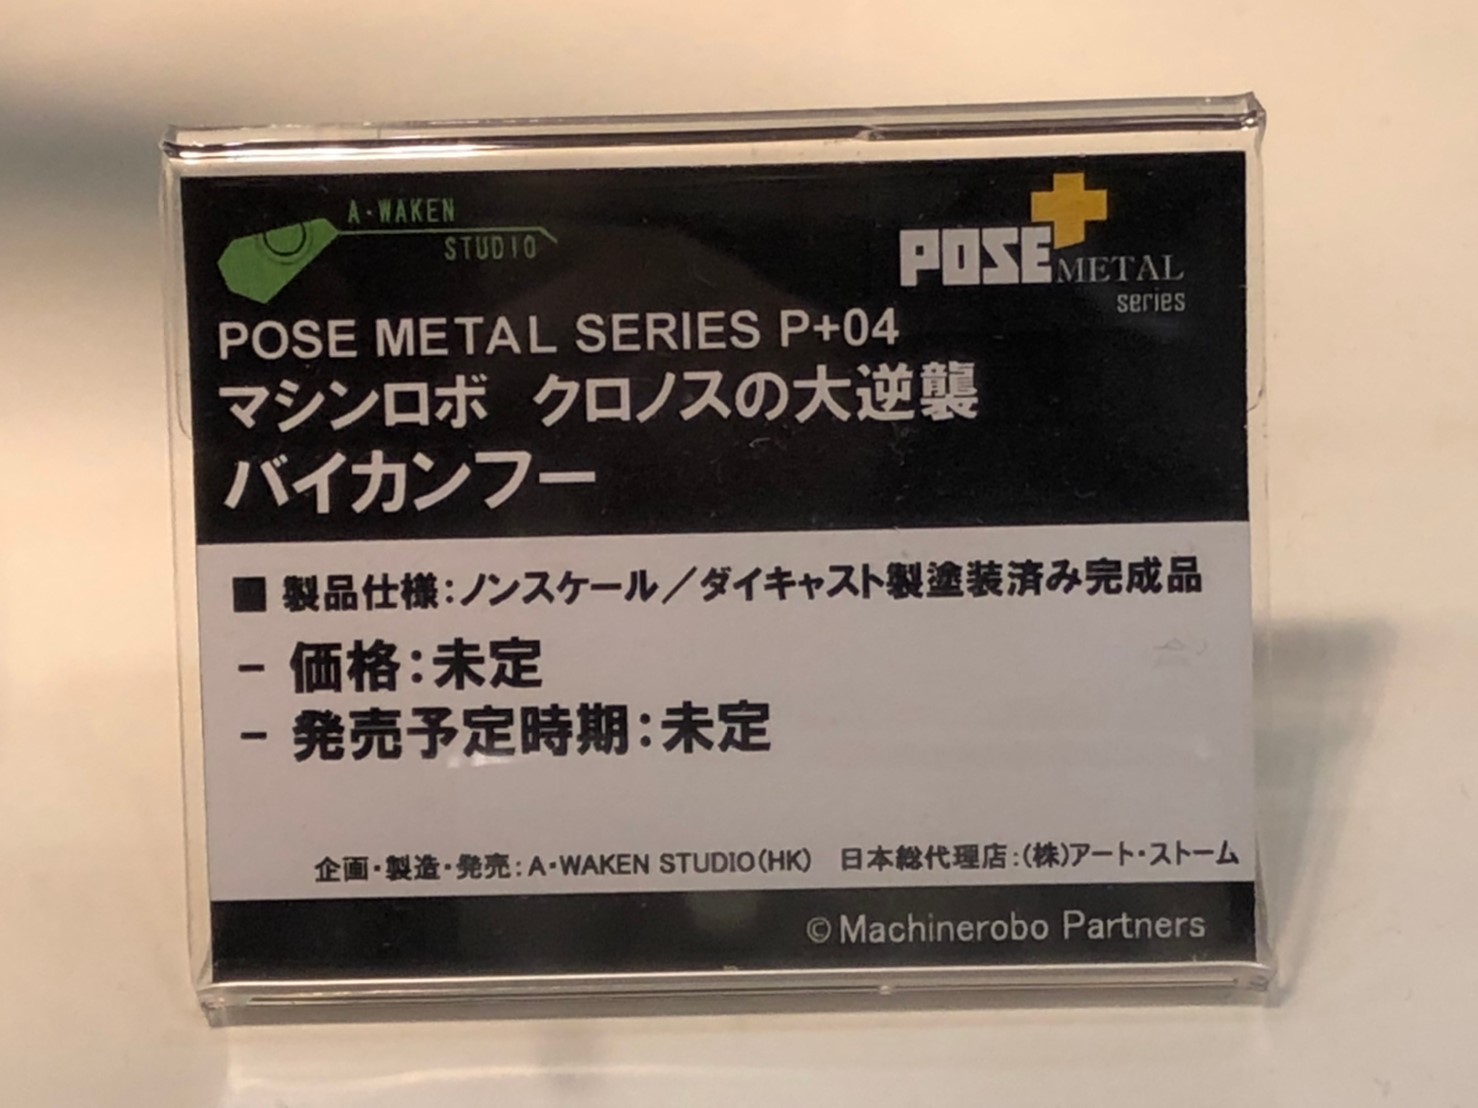 A・WAKEN
STUDIO
POSE+ METAL
series
POSE METAL SERIES P+04
マシンロボ クロノスの大逆襲
バイカンフー
■ 製品仕様：ノンスケール／ダイキャスト製塗装済み完成品
- 価格：未定
- 発売予定時期：未定
企画・製造・発売：A・WAKEN STUDIO(HK) 日本総代理店：(株)アート・ストーム
©Machinerobo Partners